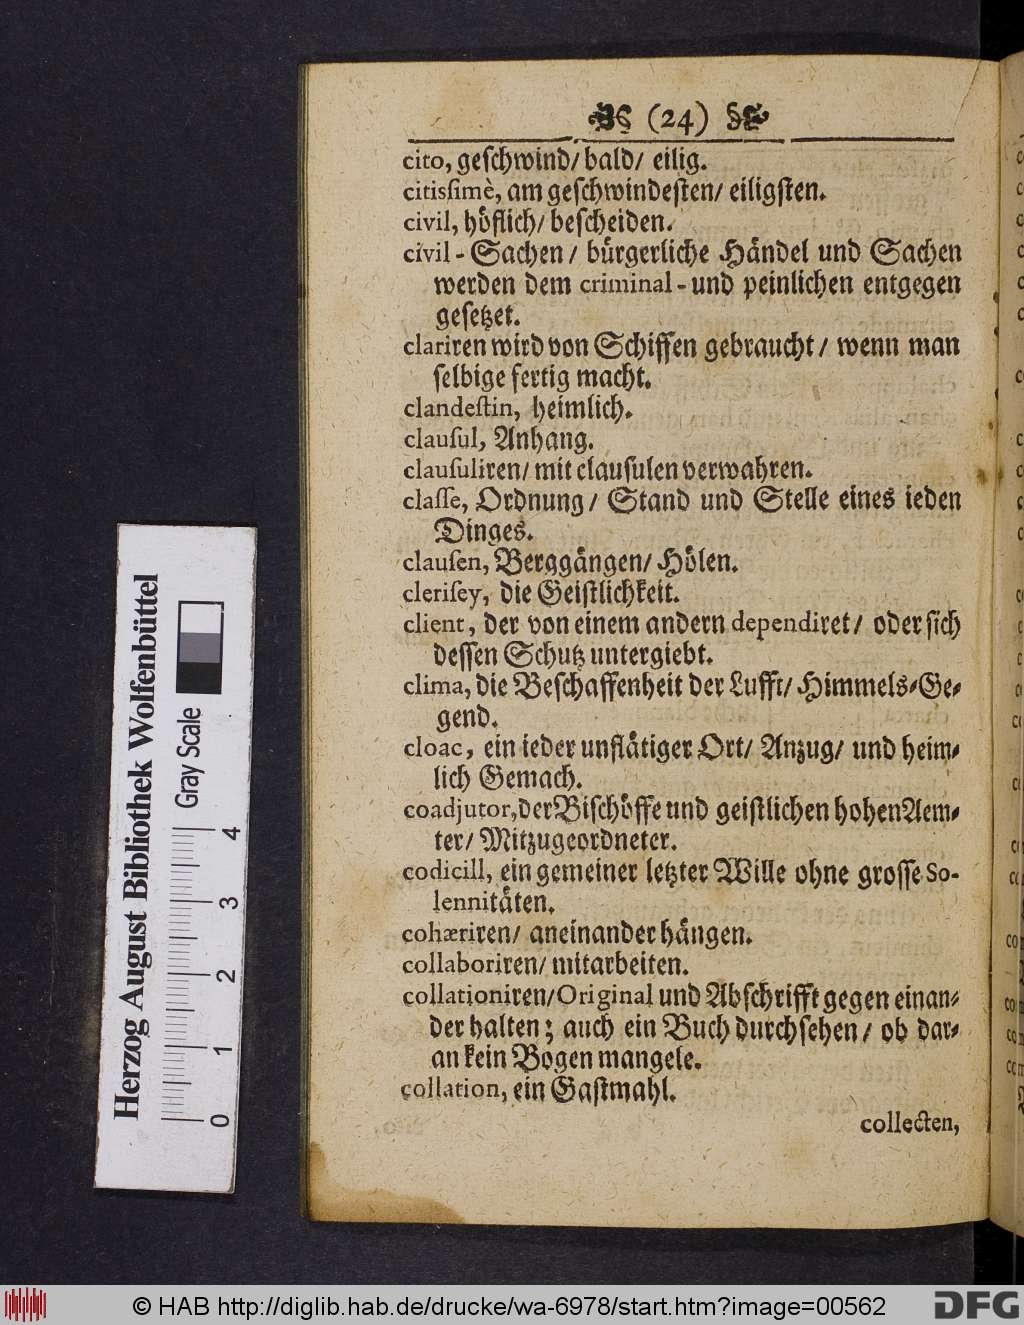 (24)
cito, geſchwind/ bald/ eilig.
citisſimè, am geſchwindeſten/ eiligſten.
civil, höflich/ beſcheiden.
civil-Sachen/ bürgerliche Händel und Sachen
werden dem criminal-und peinlichen entgegen
geſetzet.
clariren wird von Schiffen gebraucht/ wenn man
ſelbige fertig macht.
clandeſtin, heimlich.
clauſul, Anhang.
clauſuliren/ mit clauſulen verwahren.
claſſe, Ordnung/ Stand und Stelle eines ieden
Dinges.
clauſen, Berggängen/ Hölen.
cleriſey, die Geiſtlichkeit.
client, der von einem andern dependiret/ oder ſich
deſſen Schutz untergiebt.
clima, die Beſchaffenheit der Lufft/ Himmels-Ge-
gend.
cloac, ein ieder unflätiger Ort/ Anzug/ und heim-
lich Gemach.
coadjutor, der Biſchöffe und geiſtlichen hohen Aem-
ter/ Mitzugeordneter.
codicill, ein gemeiner letzter Wille ohne groſſe So-
lennitäten.
cohæriren/ aneinander hängen.
collaboriren/ mitarbeiten.
collationiren/ Original und Abſchrifft gegen einan-
der halten; auch ein Buch durchſehen/ ob dar-
an kein Bogen mangele.
collation, ein Gaſtmahl.
collecten,
Herzog August Bibliothek Wolfenbüttel
Gray Scale
0 1 2 3 4
© HAB http://diglib.hab.de/drucke/wa-6978/start.htm?image=00562
DFG